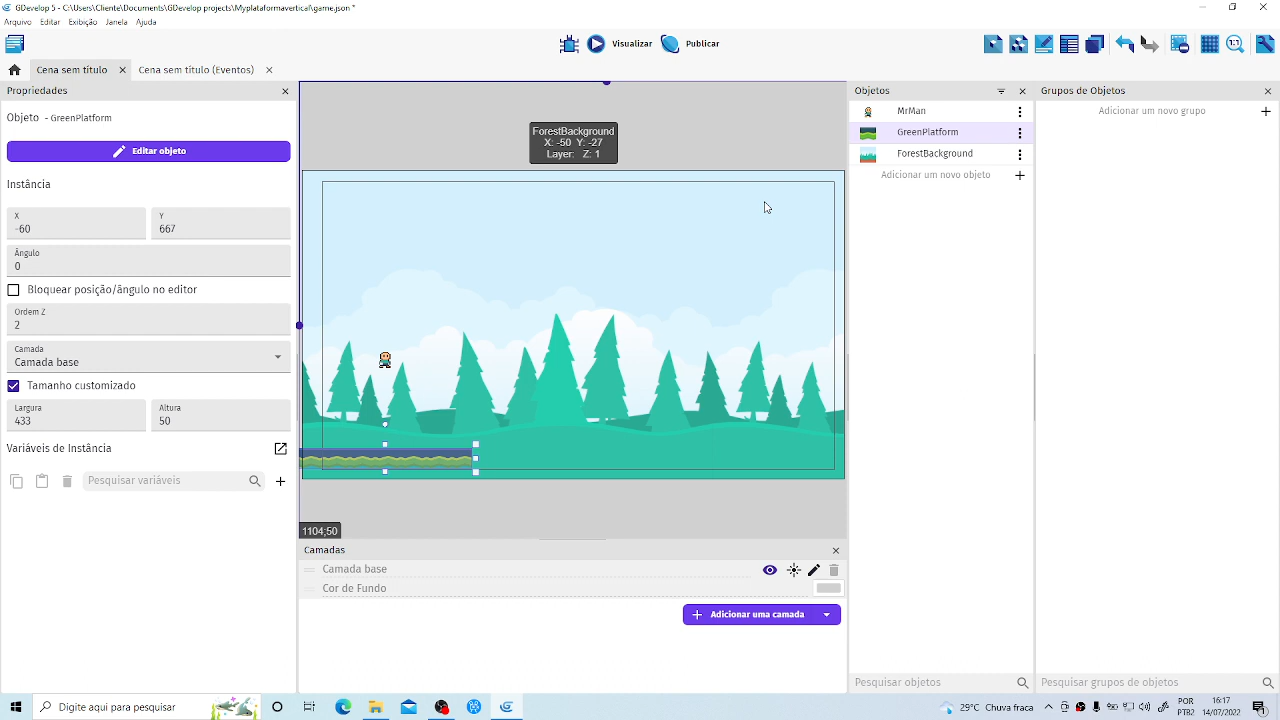 GDevelop 5 - C:\Users\Cliente\Documents\GDevelop projects\Myplataformavertical\game.json *
Arquivo Editar Exibição Janela Ajuda
Visualizar Publicar
Cena sem título Cena sem título (Eventos)
Propriedades
Objeto - GreenPlatform
Editar objeto
Instância
X
-60
Y
667
Ângulo
0
Bloquear posição/ângulo no editor
Ordem Z
2
Camada
Camada base
Tamanho customizado
Largura
433
Altura
50
Variáveis de Instância
Pesquisar variáveis
ForestBackground
X: -50 Y: -27
Layer: Z: 1
1104;50
Camadas
Camada base
Cor de Fundo
Adicionar uma camada
Objetos
MrMan
GreenPlatform
ForestBackground
Adicionar um novo objeto
Pesquisar objetos
Grupos de Objetos
Adicionar um novo grupo
Pesquisar grupos de objetos
Digite aqui para pesquisar
29°C Chuva fraca
POR
PTB2
16:17
14/07/2022